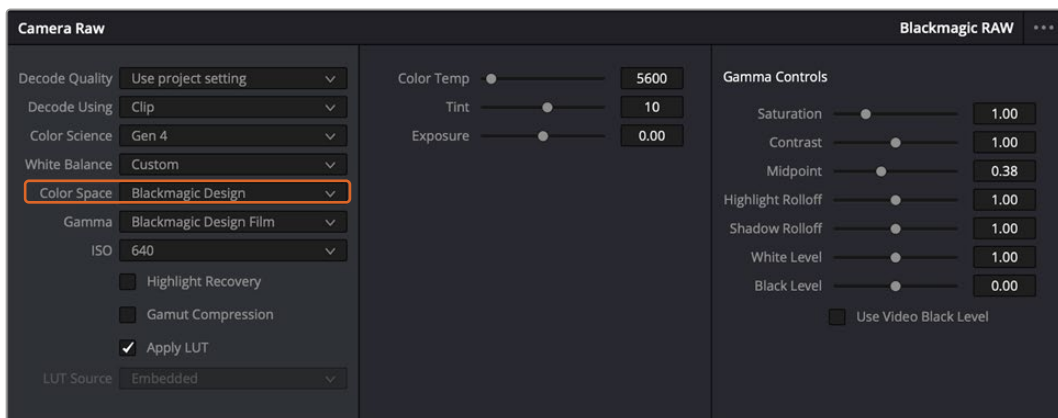 Camera Raw
Blackmagic RAW
Decode Quality Use project setting
Decode Using Clip
Color Science Gen 4
White Balance Custom
Color Space Blackmagic Design
Gamma Blackmagic Design Film
ISO 640
Highlight Recovery
Gamut Compression
Apply LUT
LUT Source Embedded
Color Temp 5600
Tint 10
Exposure 0.00
Gamma Controls
Saturation 1.00
Contrast 1.00
Midpoint 0.38
Highlight Rolloff 1.00
Shadow Rolloff 1.00
White Level 1.00
Black Level 0.00
Use Video Black Level